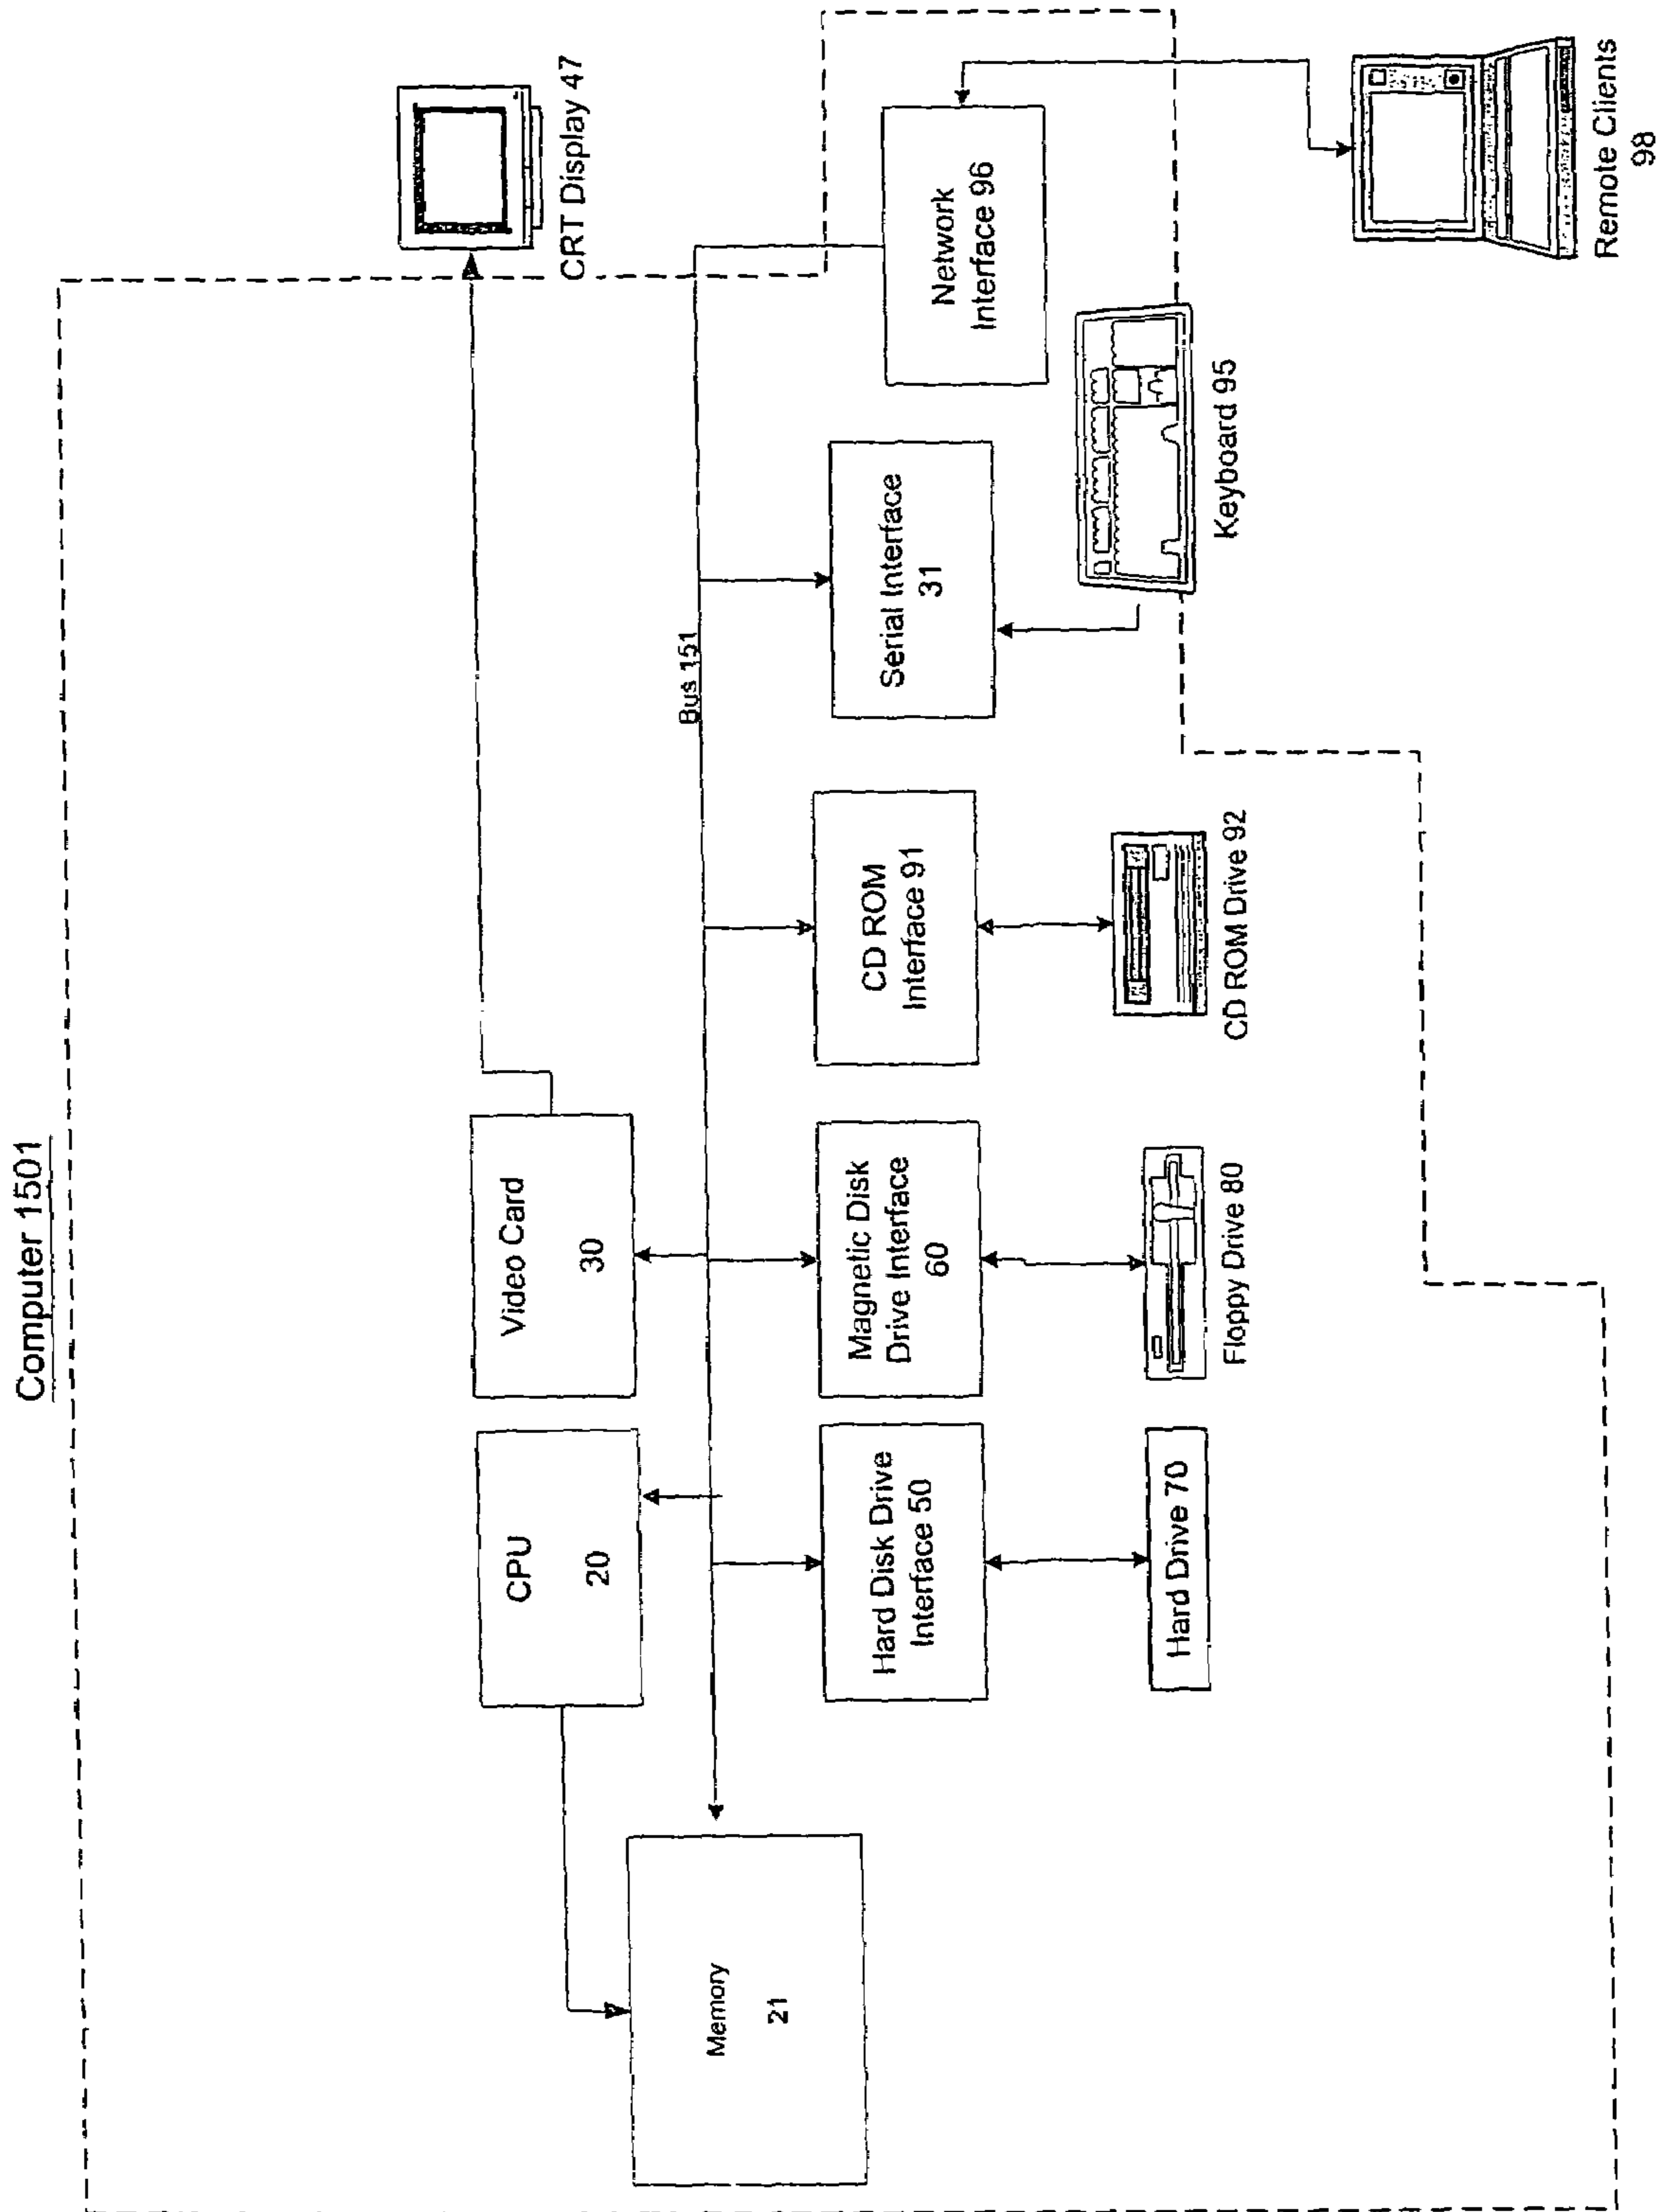 Computer 1501
CRT Display 47
CPU
20
Video Card
30
Memory
21
Bus 151
Hard Disk Drive
Interface 50
Magnetic Disk
Drive Interface
60
CD ROM
Interface 91
Serial Interface
31
Network
Interface 96
Hard Drive 70
Floppy Drive 80
CD ROM Drive 92
Keyboard 95
Remote Clients
98